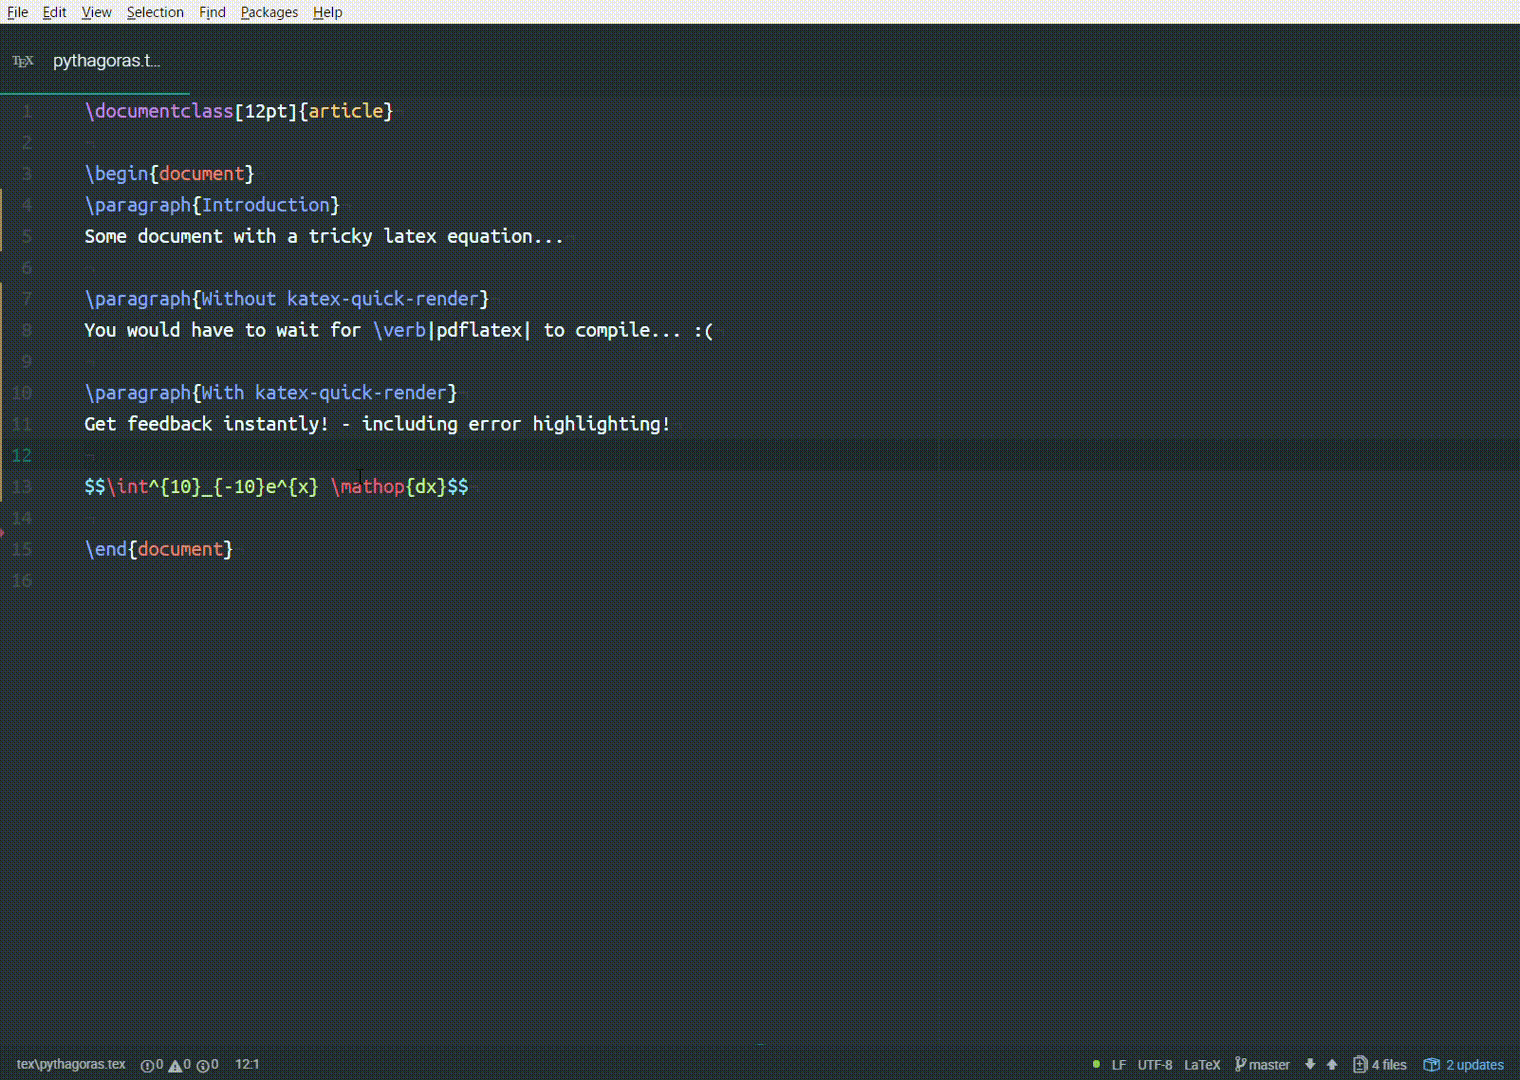 File Edit View Selection Find Packages Help
TEX pythagoras.t...
1 \documentclass[12pt]{article}
2
3 \begin{document}
4 \paragraph{Introduction}
5 Some document with a tricky latex equation...
6
7 \paragraph{Without katex-quick-render}
8 You would have to wait for \verb|pdflatex| to compile... :(
9
10 \paragraph{With katex-quick-render}
11 Get feedback instantly! - including error highlighting!
12
13 $$\int^{10}_{-10}e^{x} \mathop{dx}$$
14
15 \end{document}
16
tex\pythagoras.tex 0 0 0 12:1 LF UTF-8 LaTeX master 4 files 2 updates